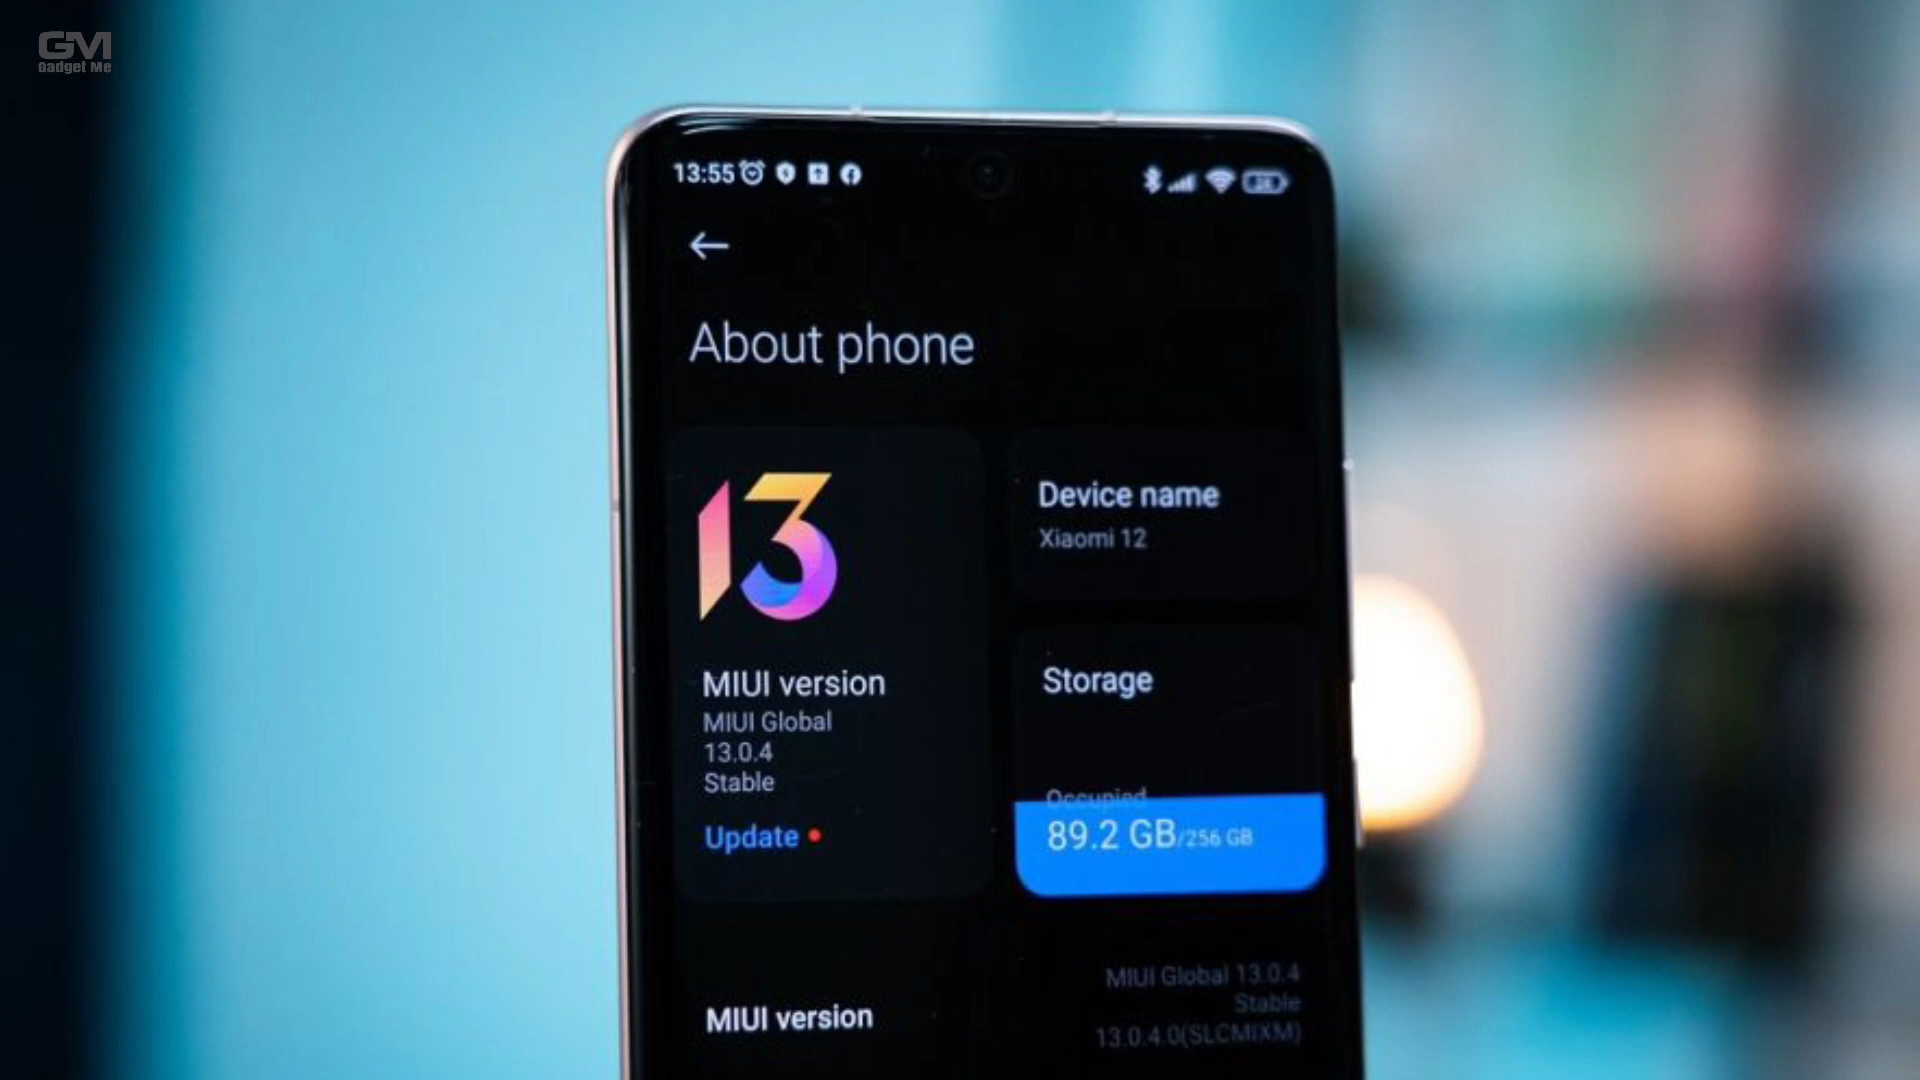 GM
Gadget Me
13:55
About phone
13
Device name
Xiaomi 12
MIUI version
MIUI Global
13.0.4
Stable
Update
Storage
Occupied
89.2 GB/256 GB
MIUI version
MIUI Global 13.0.4
Stable
13.0.4.0(SLCMIXM)